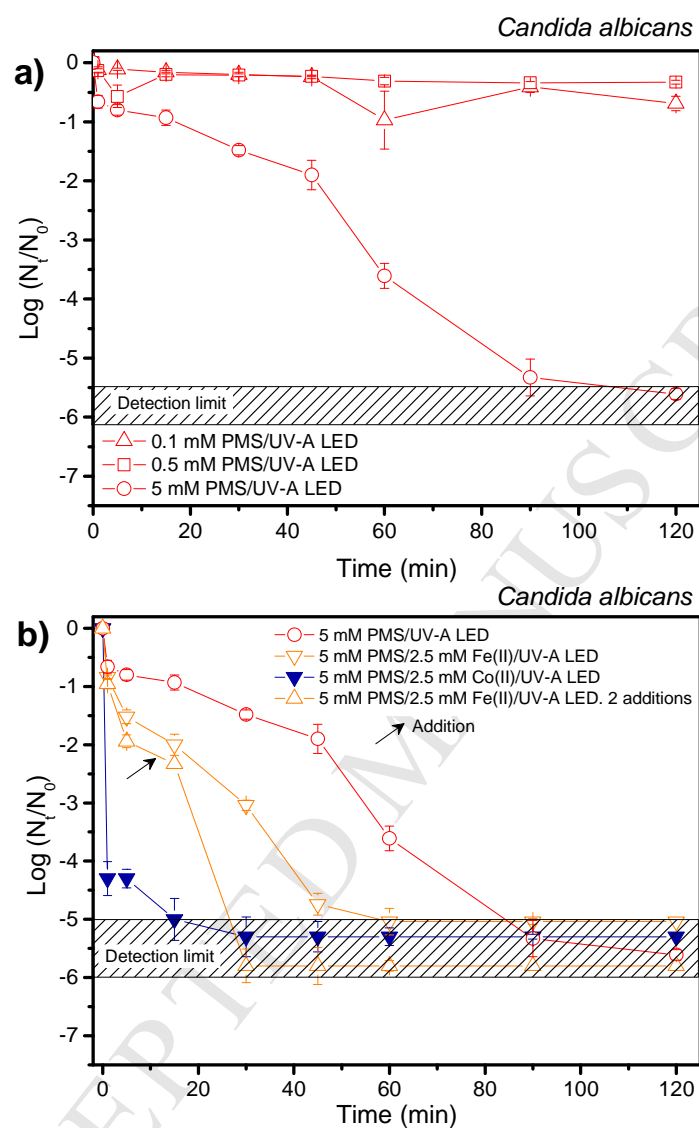 Candida albicans
a)
0
-1
-2
-3
-4
-5
-6
-7
Log (Nt/N0)
Detection limit
0.1 mM PMS/UV-A LED
0.5 mM PMS/UV-A LED
5 mM PMS/UV-A LED
0 20 40 60 80 100 120
Time (min)
Candida albicans
b)
0
-1
-2
-3
-4
-5
-6
-7
Log (Nt/N0)
5 mM PMS/UV-A LED
5 mM PMS/2.5 mM Fe(II)/UV-A LED
5 mM PMS/2.5 mM Co(II)/UV-A LED
5 mM PMS/2.5 mM Fe(II)/UV-A LED. 2 additions
Addition
Detection limit
0 20 40 60 80 100 120
Time (min)